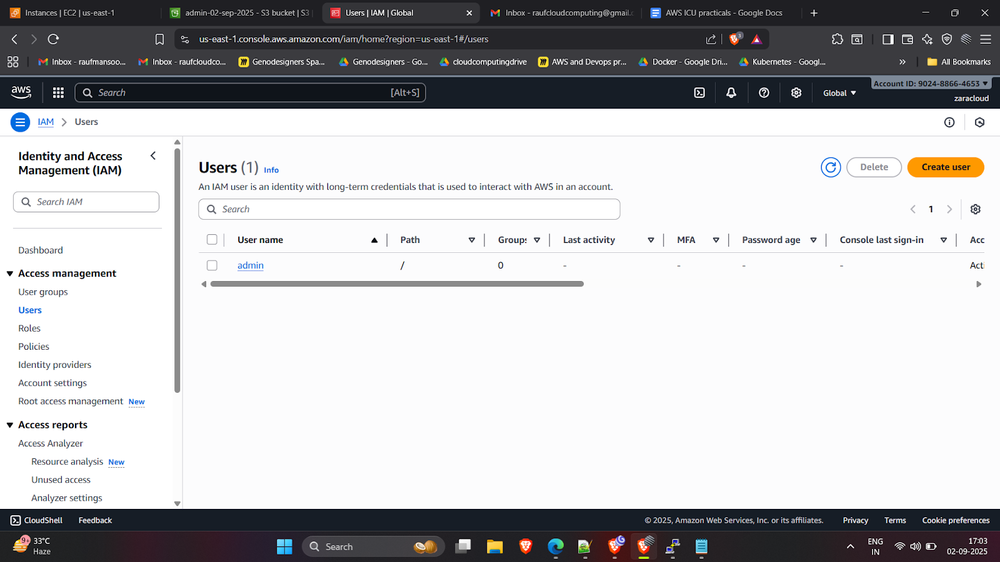 Instances | EC2 | us-east-1
admin-02-sep-2025 - S3 bucket | S3
Users | IAM | Global
Inbox - raufcloudcomputing@gmail.c
AWS ICU practicals - Google Docs
us-east-1.console.aws.amazon.com/iam/home?region=us-east-1#/users
3
Inbox - raufmansoo...
Inbox - raufcloudco...
Genodesigners Spa...
Genodesigners - Go...
cloudcomputingdrive
AWS and Devops pr...
Docker - Google Dri...
Kubernetes - Googl...
»
All Bookmarks
aws
Search
[Alt+S]
Global
Account ID: 9024-8866-4653
zaracloud
IAM
Users
Identity and Access
Management (IAM)
Search IAM
Dashboard
Access management
User groups
Users
Roles
Policies
Identity providers
Account settings
Root access management New
Access reports
Access Analyzer
Resource analysis New
Unused access
Analyzer settings
Users (1) Info
Delete
Create user
An IAM user is an identity with long-term credentials that is used to interact with AWS in an account.
Search
1
User name
Path
Groups
Last activity
MFA
Password age
Console last sign-in
Acc
admin
/
0
-
-
-
-
Acti
CloudShell
Feedback
© 2025, Amazon Web Services, Inc. or its affiliates.
Privacy
Terms
Cookie preferences
9+
33°C
Haze
Search
ENG
IN
17:03
02-09-2025